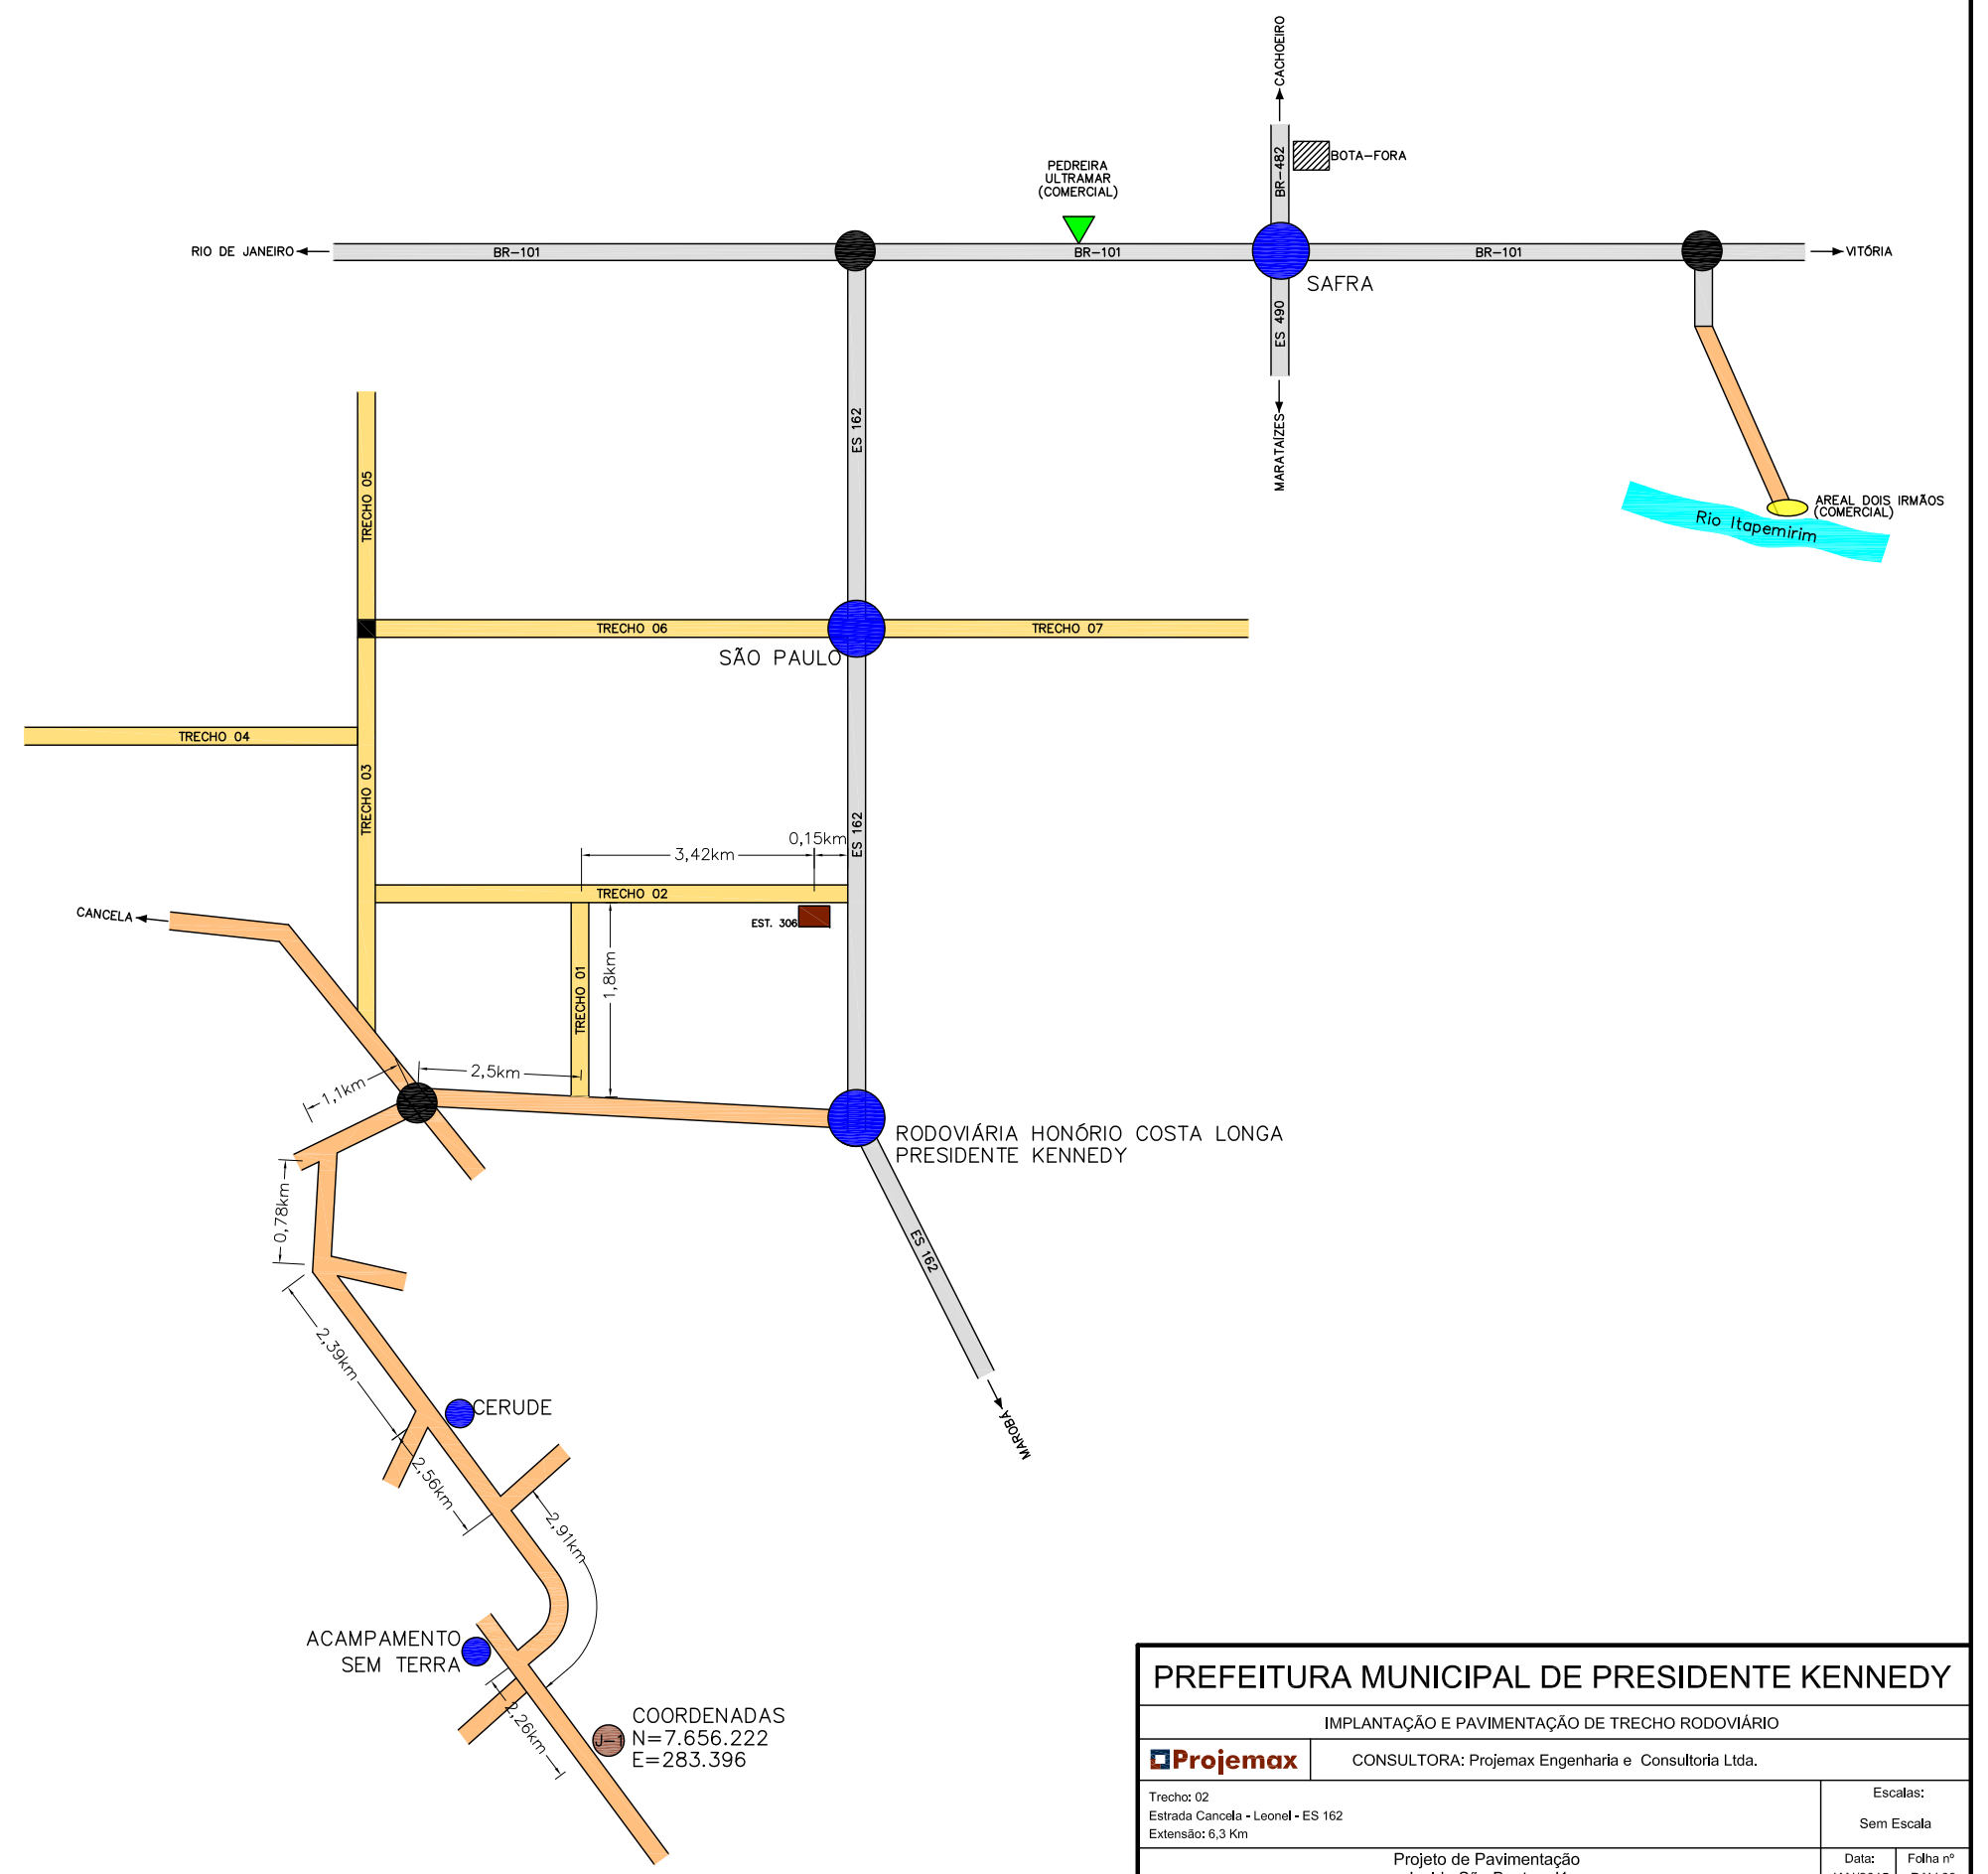 CACHOEIRO
BR-482
BOTA-FORA
PEDREIRA
ULTRAMAR
(COMERCIAL)
RIO DE JANEIRO
BR-101
BR-101
BR-101
VITÓRIA
SAFRA
ES 490
MARATAÍZES
ES 162
AREAL DOIS IRMÃOS
(COMERCIAL)
Rio Itapemirim
TRECHO 05
TRECHO 06
TRECHO 07
SÃO PAULO
TRECHO 04
TRECHO 03
ES 162
0,15km
3,42km
TRECHO 02
CANCELA
EST. 306
TRECHO 01
1,8km
2,5km
1,1km
RODOVIÁRIA HONÓRIO COSTA LONGA
PRESIDENTE KENNEDY
0,78km
ES 162
MAROBÁ
2,39km
CERUDE
2,56km
2,91km
ACAMPAMENTO
SEM TERRA
2,26km
J-1
COORDENADAS
N=7.656.222
E=283.396
PREFEITURA MUNICIPAL DE PRESIDENTE KENNEDY
IMPLANTAÇÃO E PAVIMENTAÇÃO DE TRECHO RODOVIÁRIO
Projemax
CONSULTORA: Projemax Engenharia e Consultoria Ltda.
Trecho: 02
Estrada Cancela - Leonel - ES 162
Extensão: 6,3 Km
Escalas:
Sem Escala
Projeto de Pavimentação
Data:
Folha nº